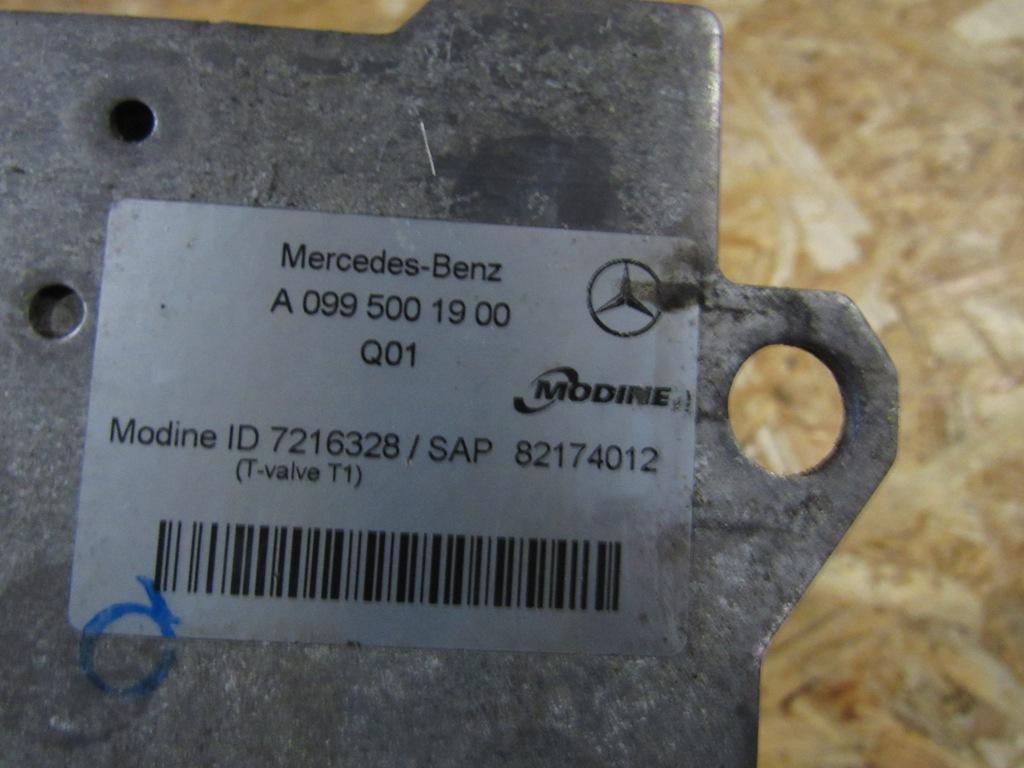 Mercedes-Benz
A 099 500 19 00
Q01
MODINE
Modine ID 7216328 / SAP 82174012
(T-valve T1)